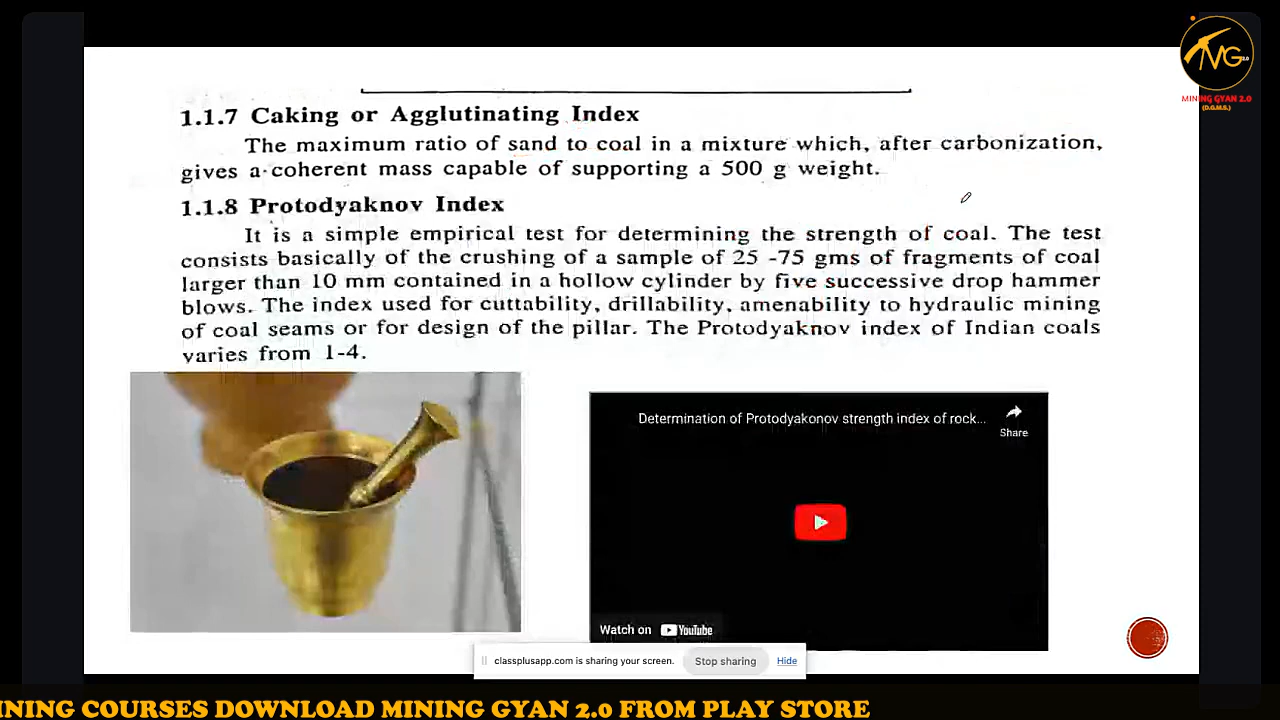 MG 2.0
MINING GYAN 2.0
(D.G.M.S.)
1.1.7 Caking or Agglutinating Index
The maximum ratio of sand to coal in a mixture which, after carbonization,
gives a coherent mass capable of supporting a 500 g weight.
1.1.8 Protodyaknov Index
It is a simple empirical test for determining the strength of coal. The test
consists basically of the crushing of a sample of 25 -75 gms of fragments of coal
larger than 10 mm contained in a hollow cylinder by five successive drop hammer
blows. The index used for cuttability, drillability, amenability to hydraulic mining
of coal seams or for design of the pillar. The Protodyaknov index of Indian coals
varies from 1-4.
Determination of Protodyakonov strength index of rock...
Share
Watch on YouTube
classplusapp.com is sharing your screen.
Stop sharing
Hide
INING COURSES DOWNLOAD MINING GYAN 2.0 FROM PLAY STORE